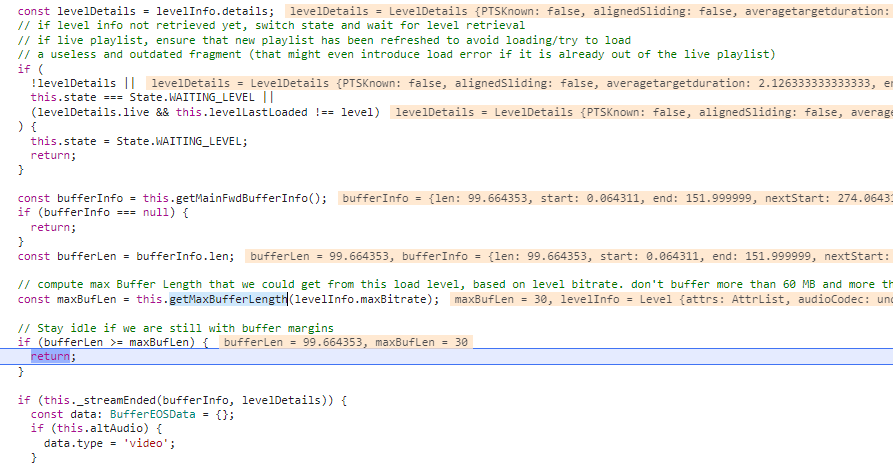 const levelDetails = levelInfo.details; levelDetails = LevelDetails {PTSKnown: false, alignedSliding: false, averagetargetduration:
// if level info not retrieved yet, switch state and wait for level retrieval
// if live playlist, ensure that new playlist has been refreshed to avoid loading/try to load
// a useless and outdated fragment (that might even introduce load error if it is already out of the live playlist)
if (
!levelDetails || levelDetails = LevelDetails {PTSKnown: false, alignedSliding: false, averagetargetduration: 2.126333333333333, en
this.state === State.WAITING_LEVEL ||
(levelDetails.live && this.levelLastLoaded !== level) levelDetails = LevelDetails {PTSKnown: false, alignedSliding: false, average
) {
this.state = State.WAITING_LEVEL;
return;
}
const bufferInfo = this.getMainFwdBufferInfo(); bufferInfo = {len: 99.664353, start: 0.064311, end: 151.999999, nextStart: 274.06431
if (bufferInfo === null) {
return;
}
const bufferLen = bufferInfo.len; bufferLen = 99.664353, bufferInfo = {len: 99.664353, start: 0.064311, end: 151.999999, nextStart:
// compute max Buffer Length that we could get from this load level, based on level bitrate. don't buffer more than 60 MB and more th
const maxBufLen = this.getMaxBufferLength(levelInfo.maxBitrate); maxBufLen = 30, levelInfo = Level {attrs: AttrList, audioCodec: und
// Stay idle if we are still with buffer margins
if (bufferLen >= maxBufLen) { bufferLen = 99.664353, maxBufLen = 30
return;
}
if (this._streamEnded(bufferInfo, levelDetails)) {
const data: BufferEOSData = {};
if (this.altAudio) {
data.type = 'video';
}